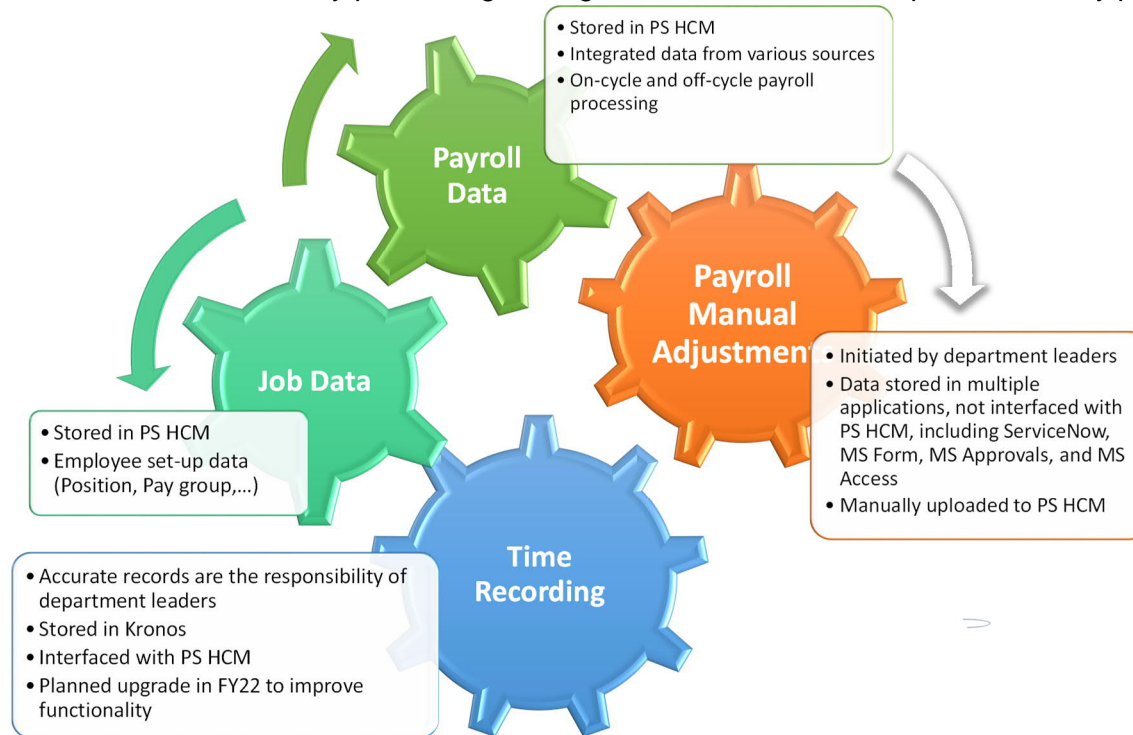 Payroll
Data
• Stored in PS HCM
• Integrated data from various sources
• On-cycle and off-cycle payroll
processing
Payroll
Manual
Adjustments
• Initiated by department leaders
• Data stored in multiple
applications, not interfaced with
PS HCM, including ServiceNow,
MS Form, MS Approvals, and MS
Access
• Manually uploaded to PS HCM
Job Data
• Stored in PS HCM
• Employee set-up data
(Position, Pay group,...)
Time
Recording
• Accurate records are the responsibility of
department leaders
• Stored in Kronos
• Interfaced with PS HCM
• Planned upgrade in FY22 to improve
functionality